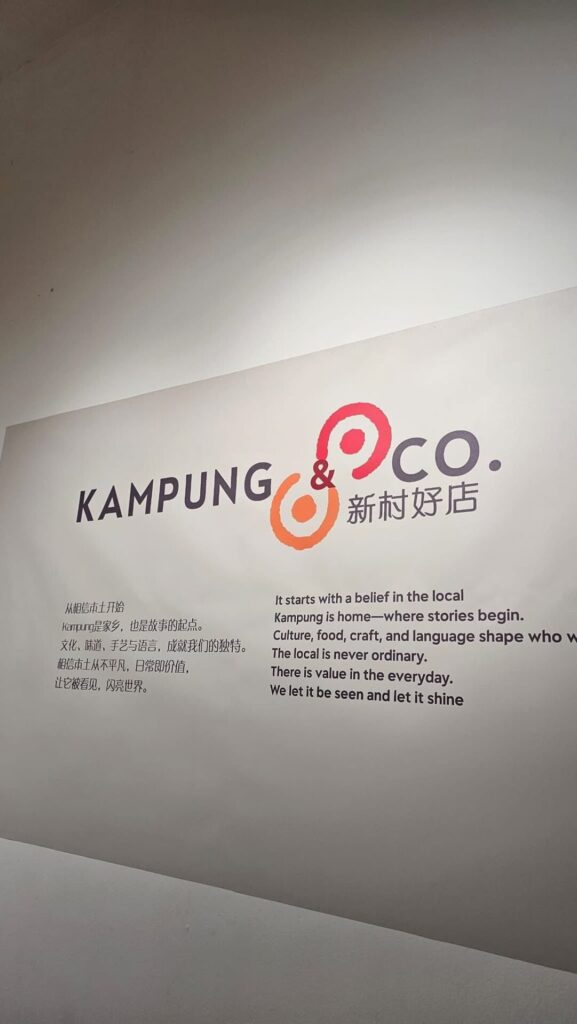 KAMPUNG & CO.
新村好店
从相信本土开始
Kampung是家乡，也是故事的起点。
文化、味道、手艺与语言，成就我们的独特。
相信本土从不平凡，日常即价值，
让它被看见，闪亮世界。
It starts with a belief in the local
Kampung is home—where stories begin.
Culture, food, craft, and language shape who
The local is never ordinary.
There is value in the everyday.
We let it be seen and let it shine